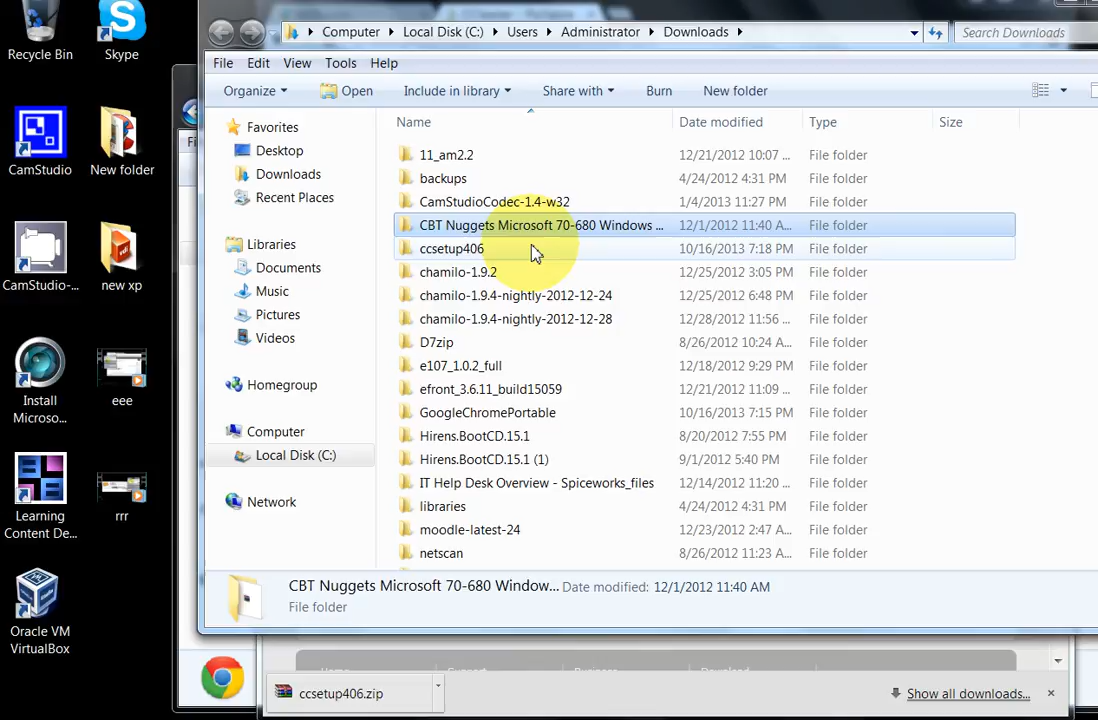 Recycle Bin
Skype
CamStudio
New folder
CamStudio-...
new xp
Install
Microso...
eee
Learning
Content De...
rrr
Oracle VM
VirtualBox
Computer
Local Disk (C:)
Users
Administrator
Downloads
Search Downloads
File
Edit
View
Tools
Help
Organize
Open
Include in library
Share with
Burn
New folder
Favorites
Desktop
Downloads
Recent Places
Libraries
Documents
Music
Pictures
Videos
Homegroup
Computer
Local Disk (C:)
Network
Name Date modified Type Size
11_am2.2 12/21/2012 10:07 ... File folder
backups 4/24/2012 4:31 PM File folder
CamStudioCodec-1.4-w32 1/4/2013 11:27 PM File folder
CBT Nuggets Microsoft 70-680 Windows ... 12/1/2012 11:40 A... File folder
ccsetup406 10/16/2013 7:18 PM File folder
chamilo-1.9.2 12/25/2012 3:05 PM File folder
chamilo-1.9.4-nightly-2012-12-24 12/25/2012 6:48 PM File folder
chamilo-1.9.4-nightly-2012-12-28 12/28/2012 11:56 ... File folder
D7zip 8/26/2012 10:24 ... File folder
e107_1.0.2_full 12/18/2012 9:29 PM File folder
efront_3.6.11_build15059 12/21/2012 11:09 ... File folder
GoogleChromePortable 10/16/2013 7:15 PM File folder
Hirens.BootCD.15.1 8/20/2012 7:55 PM File folder
Hirens.BootCD.15.1 (1) 9/1/2012 5:40 PM File folder
IT Help Desk Overview - Spiceworks_files 12/14/2012 11:20 ... File folder
libraries 4/24/2012 4:31 PM File folder
moodle-latest-24 12/23/2012 2:47 A... File folder
netscan 8/26/2012 11:23 ... File folder
CBT Nuggets Microsoft 70-680 Window... Date modified: 12/1/2012 11:40 AM
File folder
ccsetup406.zip
Show all downloads...